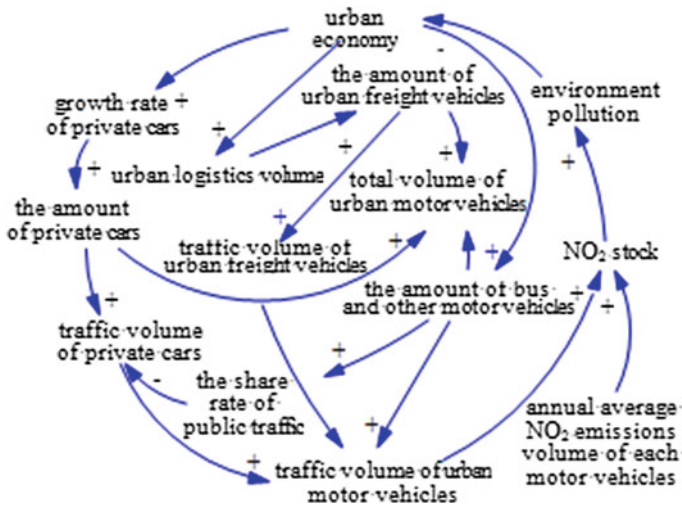 urban
economy
-
the amount of
urban freight vehicles
environment
pollution
growth rate +
of private cars
+
+
+
+
+
urban logistics volume
total volume of
urban motor vehicles
the amount
of private cars
+
+
+
traffic volume of
urban freight vehicles
NO₂ stock
the amount of bus
and other motor vehicles
+
+
+
traffic volume
of private cars
+
-
the share
rate of
public traffic
+
annual average
NO₂ emissions
volume of each
motor vehicles
+
traffic volume of urban
motor vehicles